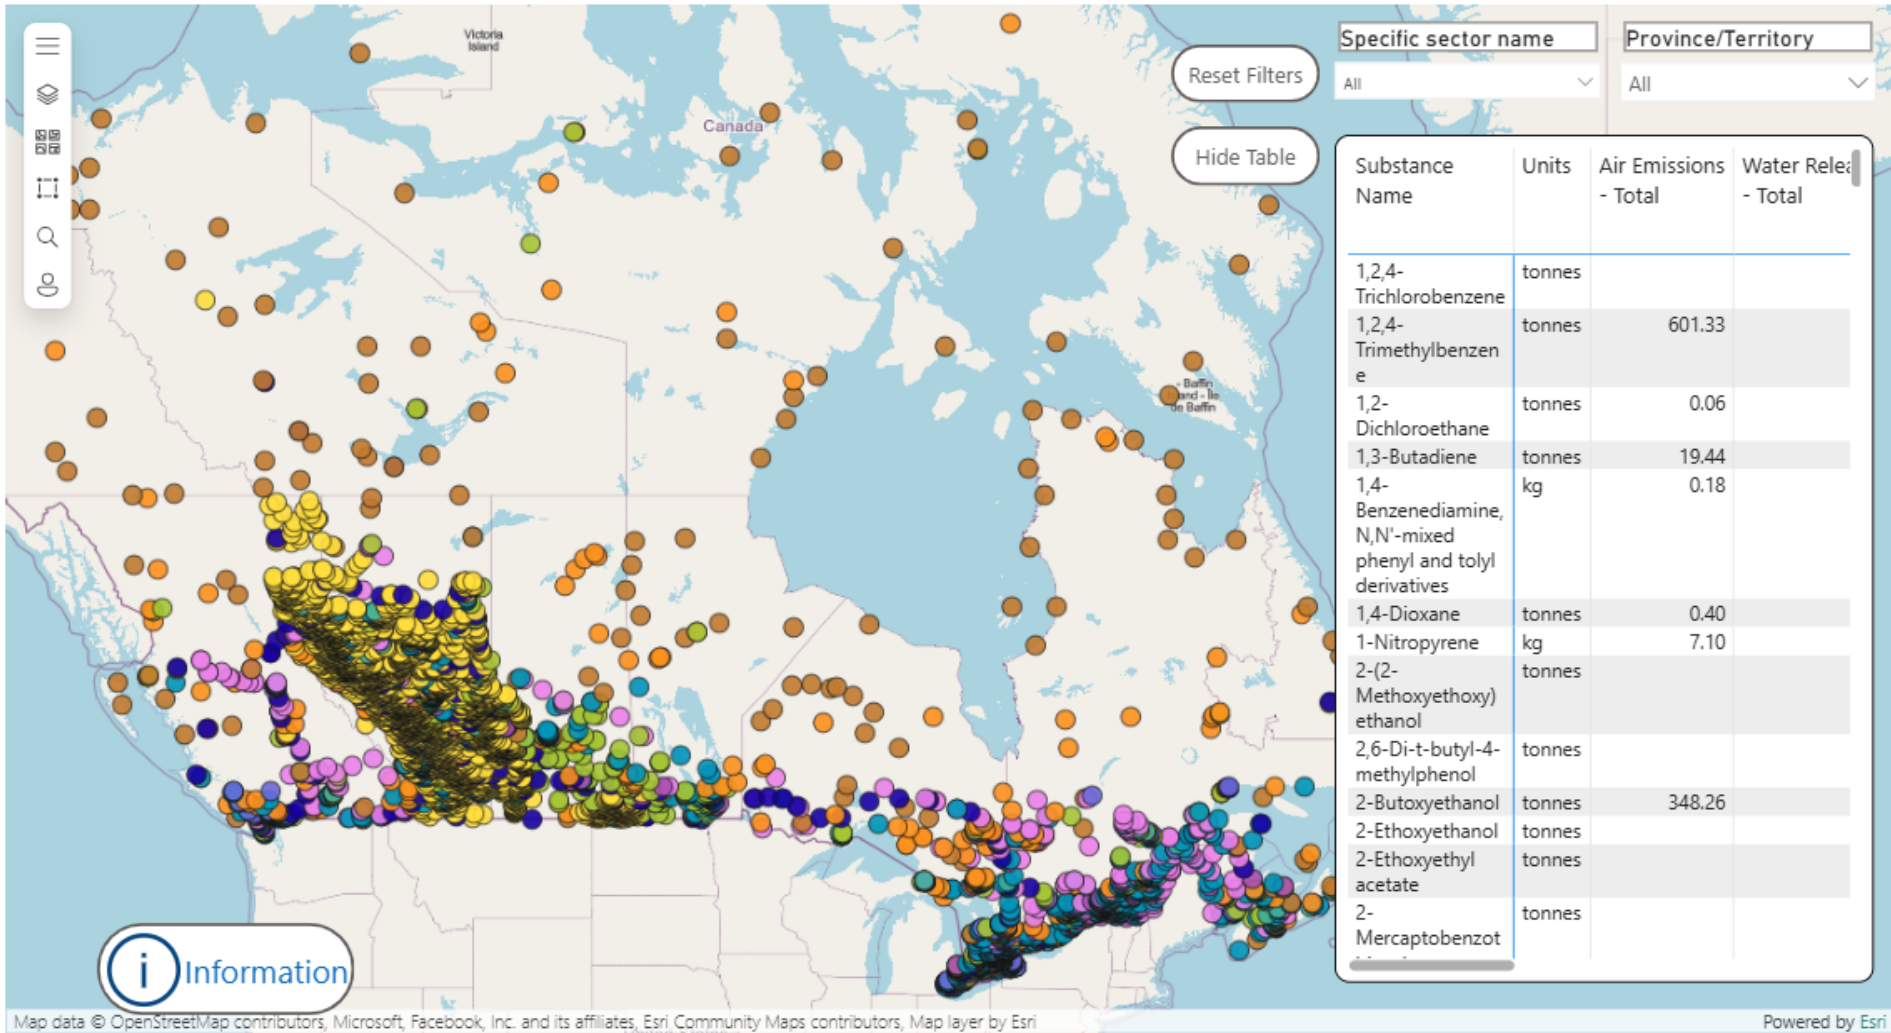 Victoria
Island
Canada
- Baffin
de Baffin
Reset Filters
Hide Table
Specific sector name
All
Province/Territory
All
Substance
Name
Units
Air Emissions
- Total
Water Relea
- Total
1,2,4-
Trichlorobenzene
tonnes
1,2,4-
Trimethylbenzen
e
tonnes
601.33
1,2-
Dichloroethane
tonnes
0.06
1,3-Butadiene
tonnes
19.44
1,4-
Benzenediamine,
N,N'-mixed
phenyl and tolyl
derivatives
kg
0.18
1,4-Dioxane
tonnes
0.40
1-Nitropyrene
kg
7.10
2-(2-
Methoxyethoxy)
ethanol
tonnes
2,6-Di-t-butyl-4-
methylphenol
tonnes
2-Butoxyethanol
tonnes
348.26
2-Ethoxyethanol
tonnes
2-Ethoxyethyl
acetate
tonnes
2-
Mercaptobenzot
tonnes
i Information
Map data © OpenStreetMap contributors, Microsoft, Facebook, Inc. and its affiliates, Esri Community Maps contributors, Map layer by Esri
Powered by Esri